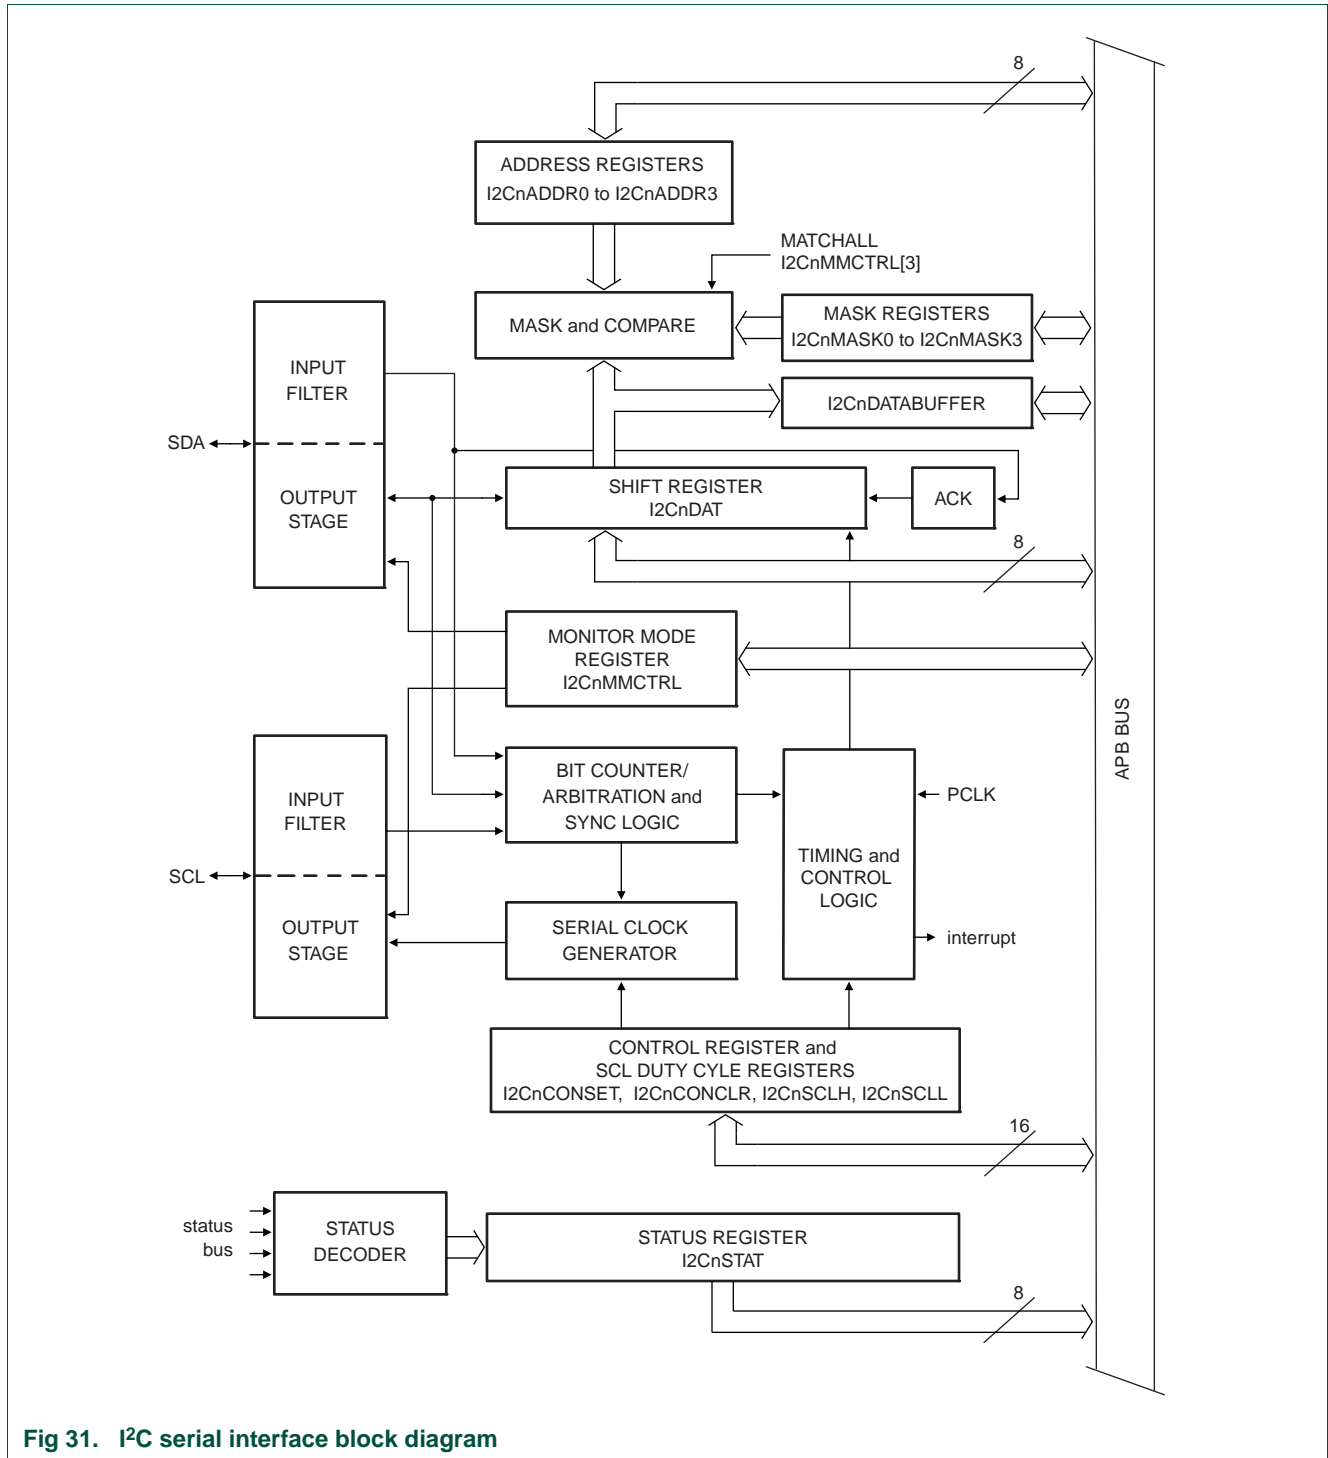 8
ADDRESS REGISTERS
I2CnADDR0 to I2CnADDR3
MATCHALL
I2CnMMCTRL[3]
MASK and COMPARE
MASK REGISTERS
I2CnMASK0 to I2CnMASK3
INPUT
FILTER
I2CnDATABUFFER
SDA
OUTPUT
STAGE
SHIFT REGISTER
I2CnDAT
ACK
8
MONITOR MODE
REGISTER
I2CnMMCTRL
APB BUS
BIT COUNTER/
ARBITRATION and
SYNC LOGIC
INPUT
FILTER
PCLK
TIMING and
CONTROL
LOGIC
SCL
OUTPUT
STAGE
SERIAL CLOCK
GENERATOR
interrupt
CONTROL REGISTER and
SCL DUTY CYLE REGISTERS
I2CnCONSET, I2CnCONCLR, I2CnSCLH, I2CnSCLL
16
status
bus
STATUS
DECODER
STATUS REGISTER
I2CnSTAT
8
Fig 31. I²C serial interface block diagram